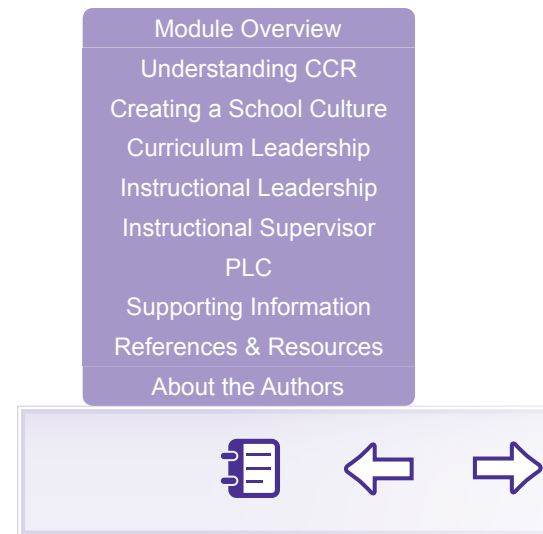 Module Overview
Understanding CCR
Creating a School Culture
Curriculum Leadership
Instructional Leadership
Instructional Supervisor
PLC
Supporting Information
References & Resources
About the Authors